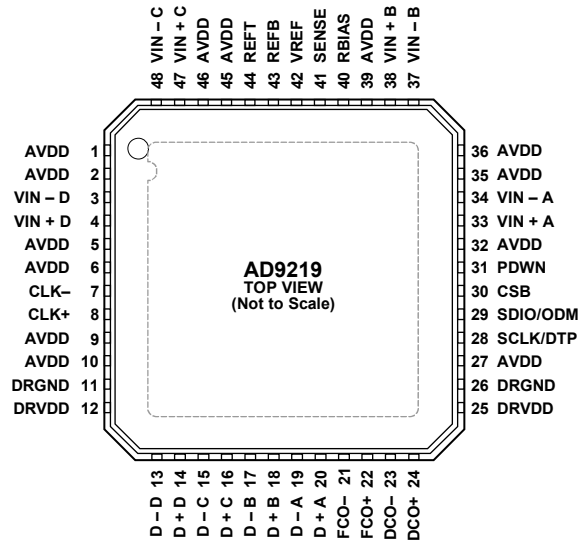 48 VIN – C
47 VIN + C
46 AVDD
45 AVDD
44 REFT
43 REFB
42 VREF
41 SENSE
40 RBIAS
39 AVDD
38 VIN + B
37 VIN – B
AVDD 1
AVDD 2
VIN – D 3
VIN + D 4
AVDD 5
AVDD 6
CLK– 7
CLK+ 8
AVDD 9
AVDD 10
DRGND 11
DRVDD 12
AD9219
TOP VIEW
(Not to Scale)
36 AVDD
35 AVDD
34 VIN – A
33 VIN + A
32 AVDD
31 PDWN
30 CSB
29 SDIO/ODM
28 SCLK/DTP
27 AVDD
26 DRGND
25 DRVDD
D – D 13
D + D 14
D – C 15
D + C 16
D – B 17
D + B 18
D – A 19
D + A 20
FCO– 21
FCO+ 22
DCO– 23
DCO+ 24